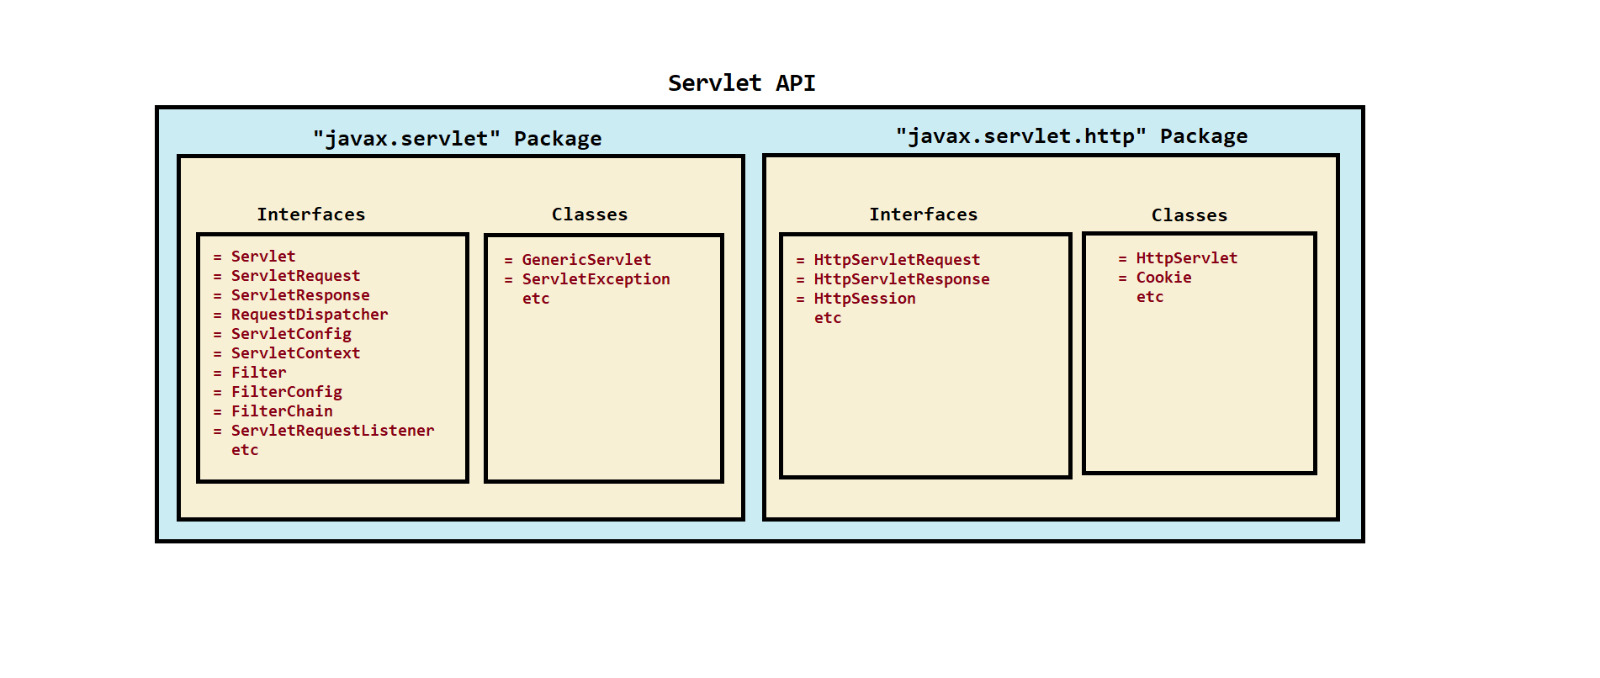 Servlet API
"javax.servlet" Package
Interfaces
= Servlet
= ServletRequest
= ServletResponse
= RequestDispatcher
= ServletConfig
= ServletContext
= Filter
= FilterConfig
= FilterChain
= ServletRequestListener
etc
Classes
= GenericServlet
= ServletException
etc
"javax.servlet.http" Package
Interfaces
= HttpServletRequest
= HttpServletResponse
= HttpSession
etc
Classes
= HttpServlet
= Cookie
etc